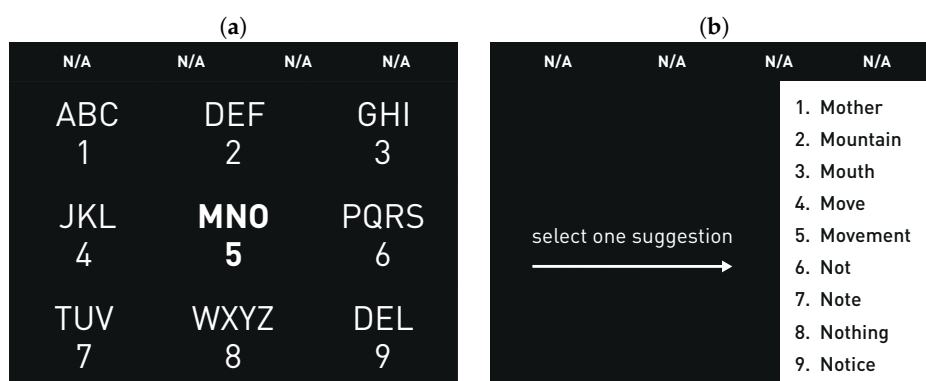 (a)
N/A N/A N/A N/A
ABC DEF GHI
1 2 3
JKL MNO PQRS
4 5 6
TUV WXYZ DEL
7 8 9
(b)
N/A N/A N/A N/A
select one suggestion
1. Mother
2. Mountain
3. Mouth
4. Move
5. Movement
6. Not
7. Note
8. Nothing
9. Notice